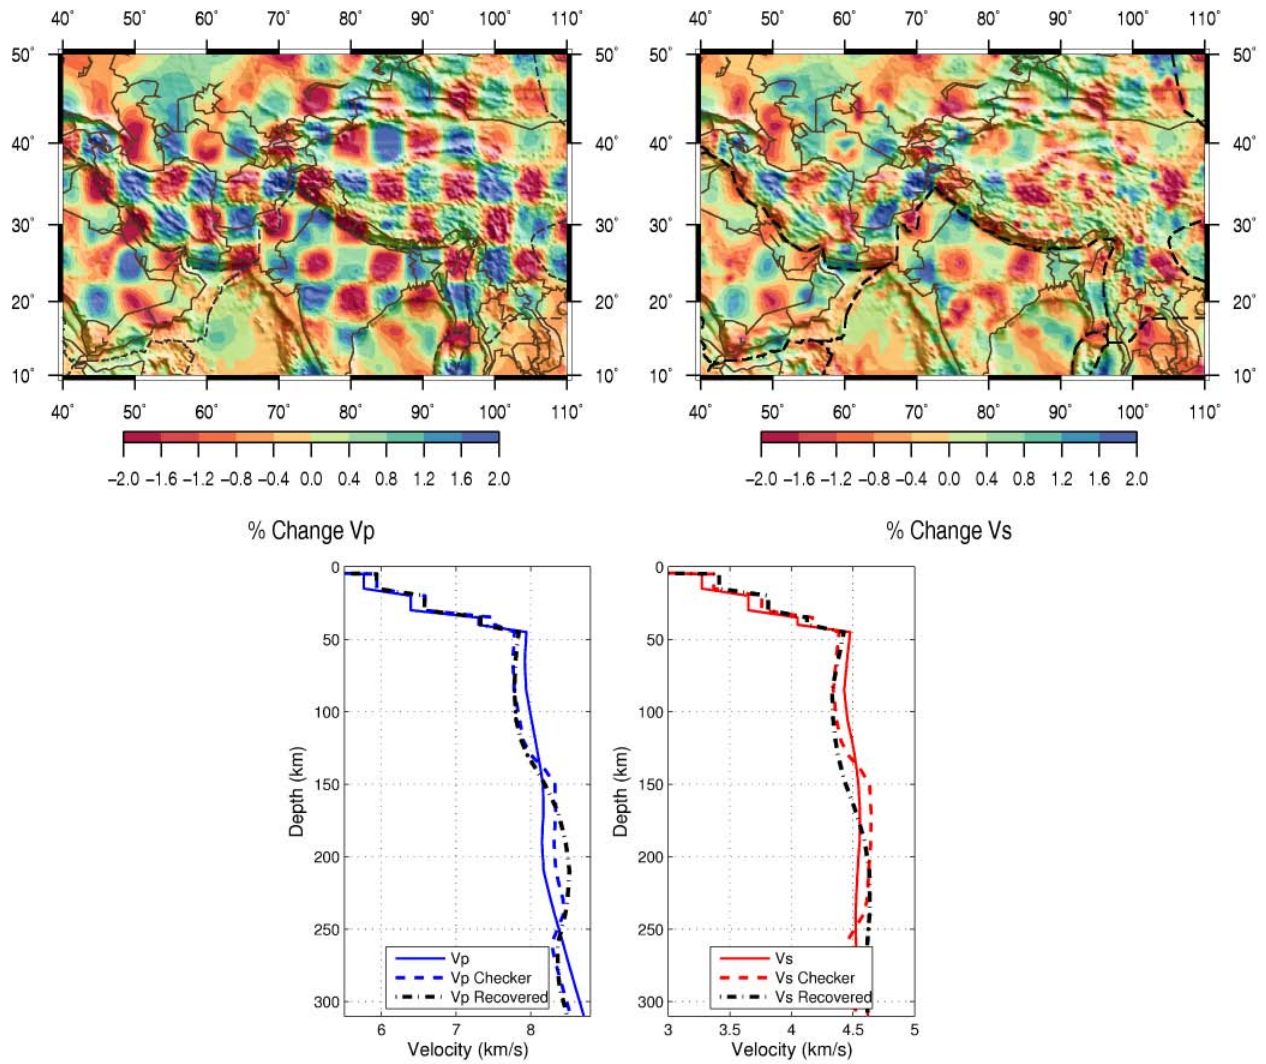 40° 50° 60° 70° 80° 90° 100° 110° 40° 50° 60° 70° 80° 90° 100° 110°
50° 50° 50° 50°
40° 40° 40° 40°
30° 30° 30° 30°
20° 20° 20° 20°
10° 10° 10° 10°
40° 50° 60° 70° 80° 90° 100° 110° 40° 50° 60° 70° 80° 90° 100° 110°
−2.0 −1.6 −1.2 −0.8 −0.4 0.0 0.4 0.8 1.2 1.6 2.0 −2.0 −1.6 −1.2 −0.8 −0.4 0.0 0.4 0.8 1.2 1.6 2.0
% Change Vp % Change Vs
0
50
100
150
200
250
300
Depth (km)
Vp
Vp Checker
Vp Recovered
6 7 8
Velocity (km/s)
0
50
100
150
200
250
300
Depth (km)
Vs
Vs Checker
Vs Recovered
3 3.5 4 4.5 5
Velocity (km/s)